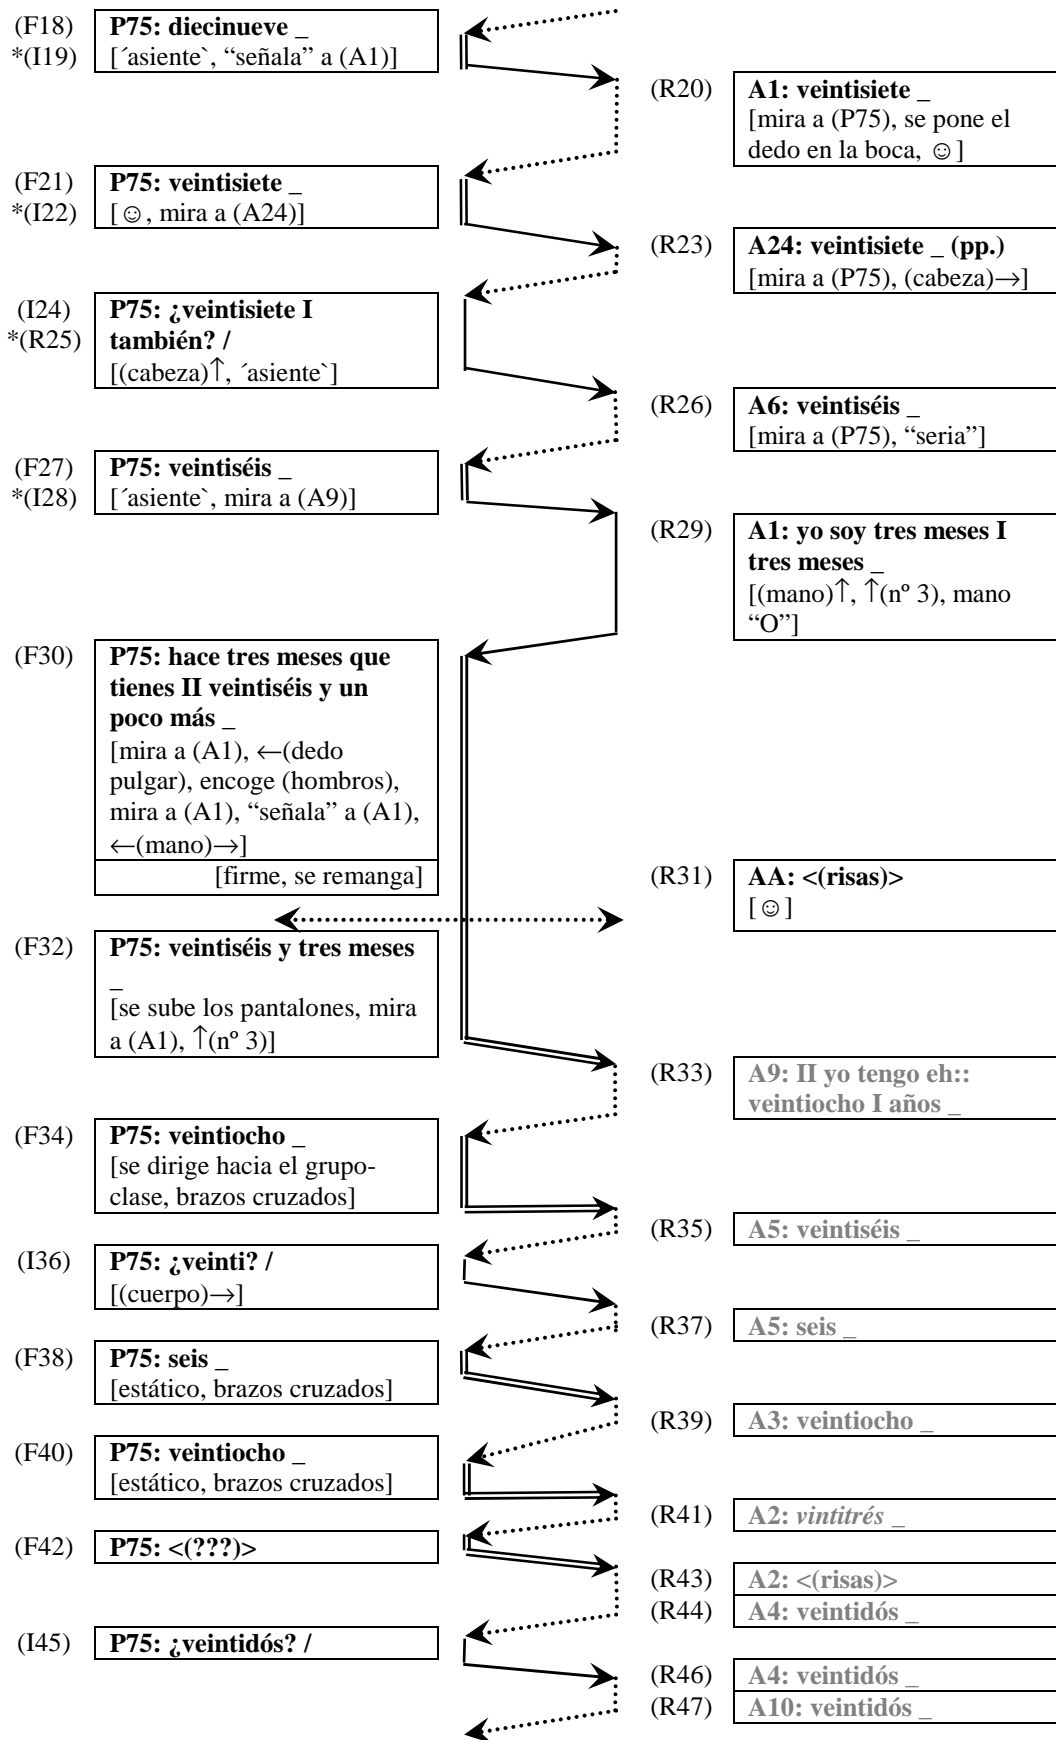 (F18) P75: diecinueve _
*(I19) [´asiente`, “señala” a (A1)]
(R20) A1: veintisiete _
[mira a (P75), se pone el
dedo en la boca, ☺]
(F21) P75: veintisiete _
*(I22) [☺, mira a (A24)]
(R23) A24: veintisiete _ (pp.)
[mira a (P75), (cabeza)→]
(I24) P75: ¿veintisiete I
*(R25) también? /
[(cabeza)↑, ´asiente`]
(R26) A6: veintiséis _
[mira a (P75), “seria”]
(F27) P75: veintiséis _
*(I28) [´asiente`, mira a (A9)]
(R29) A1: yo soy tres meses I
tres meses _
[(mano)↑, ↑(nº 3), mano
“O”]
(F30) P75: hace tres meses que
tienes II veintiséis y un
poco más _
[mira a (A1), ←(dedo
pulgar), encoge (hombros),
mira a (A1), “señala” a (A1),
←(mano)→]
[firme, se remanga]
(R31) AA: <(risas)>
[☺]
(F32) P75: veintiséis y tres meses
_
[se sube los pantalones, mira
a (A1), ↑(nº 3)]
(R33) A9: II yo tengo eh::
veintiocho I años _
(F34) P75: veintiocho _
[se dirige hacia el grupo-
clase, brazos cruzados]
(R35) A5: veintiséis _
(I36) P75: ¿veinti? /
[(cuerpo)→]
(R37) A5: seis _
(F38) P75: seis _
[estático, brazos cruzados]
(R39) A3: veintiocho _
(F40) P75: veintiocho _
[estático, brazos cruzados]
(R41) A2: vintitrés _
(F42) P75: <(???)>
(R43) A2: <(risas)>
(R44) A4: veintidós _
(I45) P75: ¿veintidós? /
(R46) A4: veintidós _
(R47) A10: veintidós _